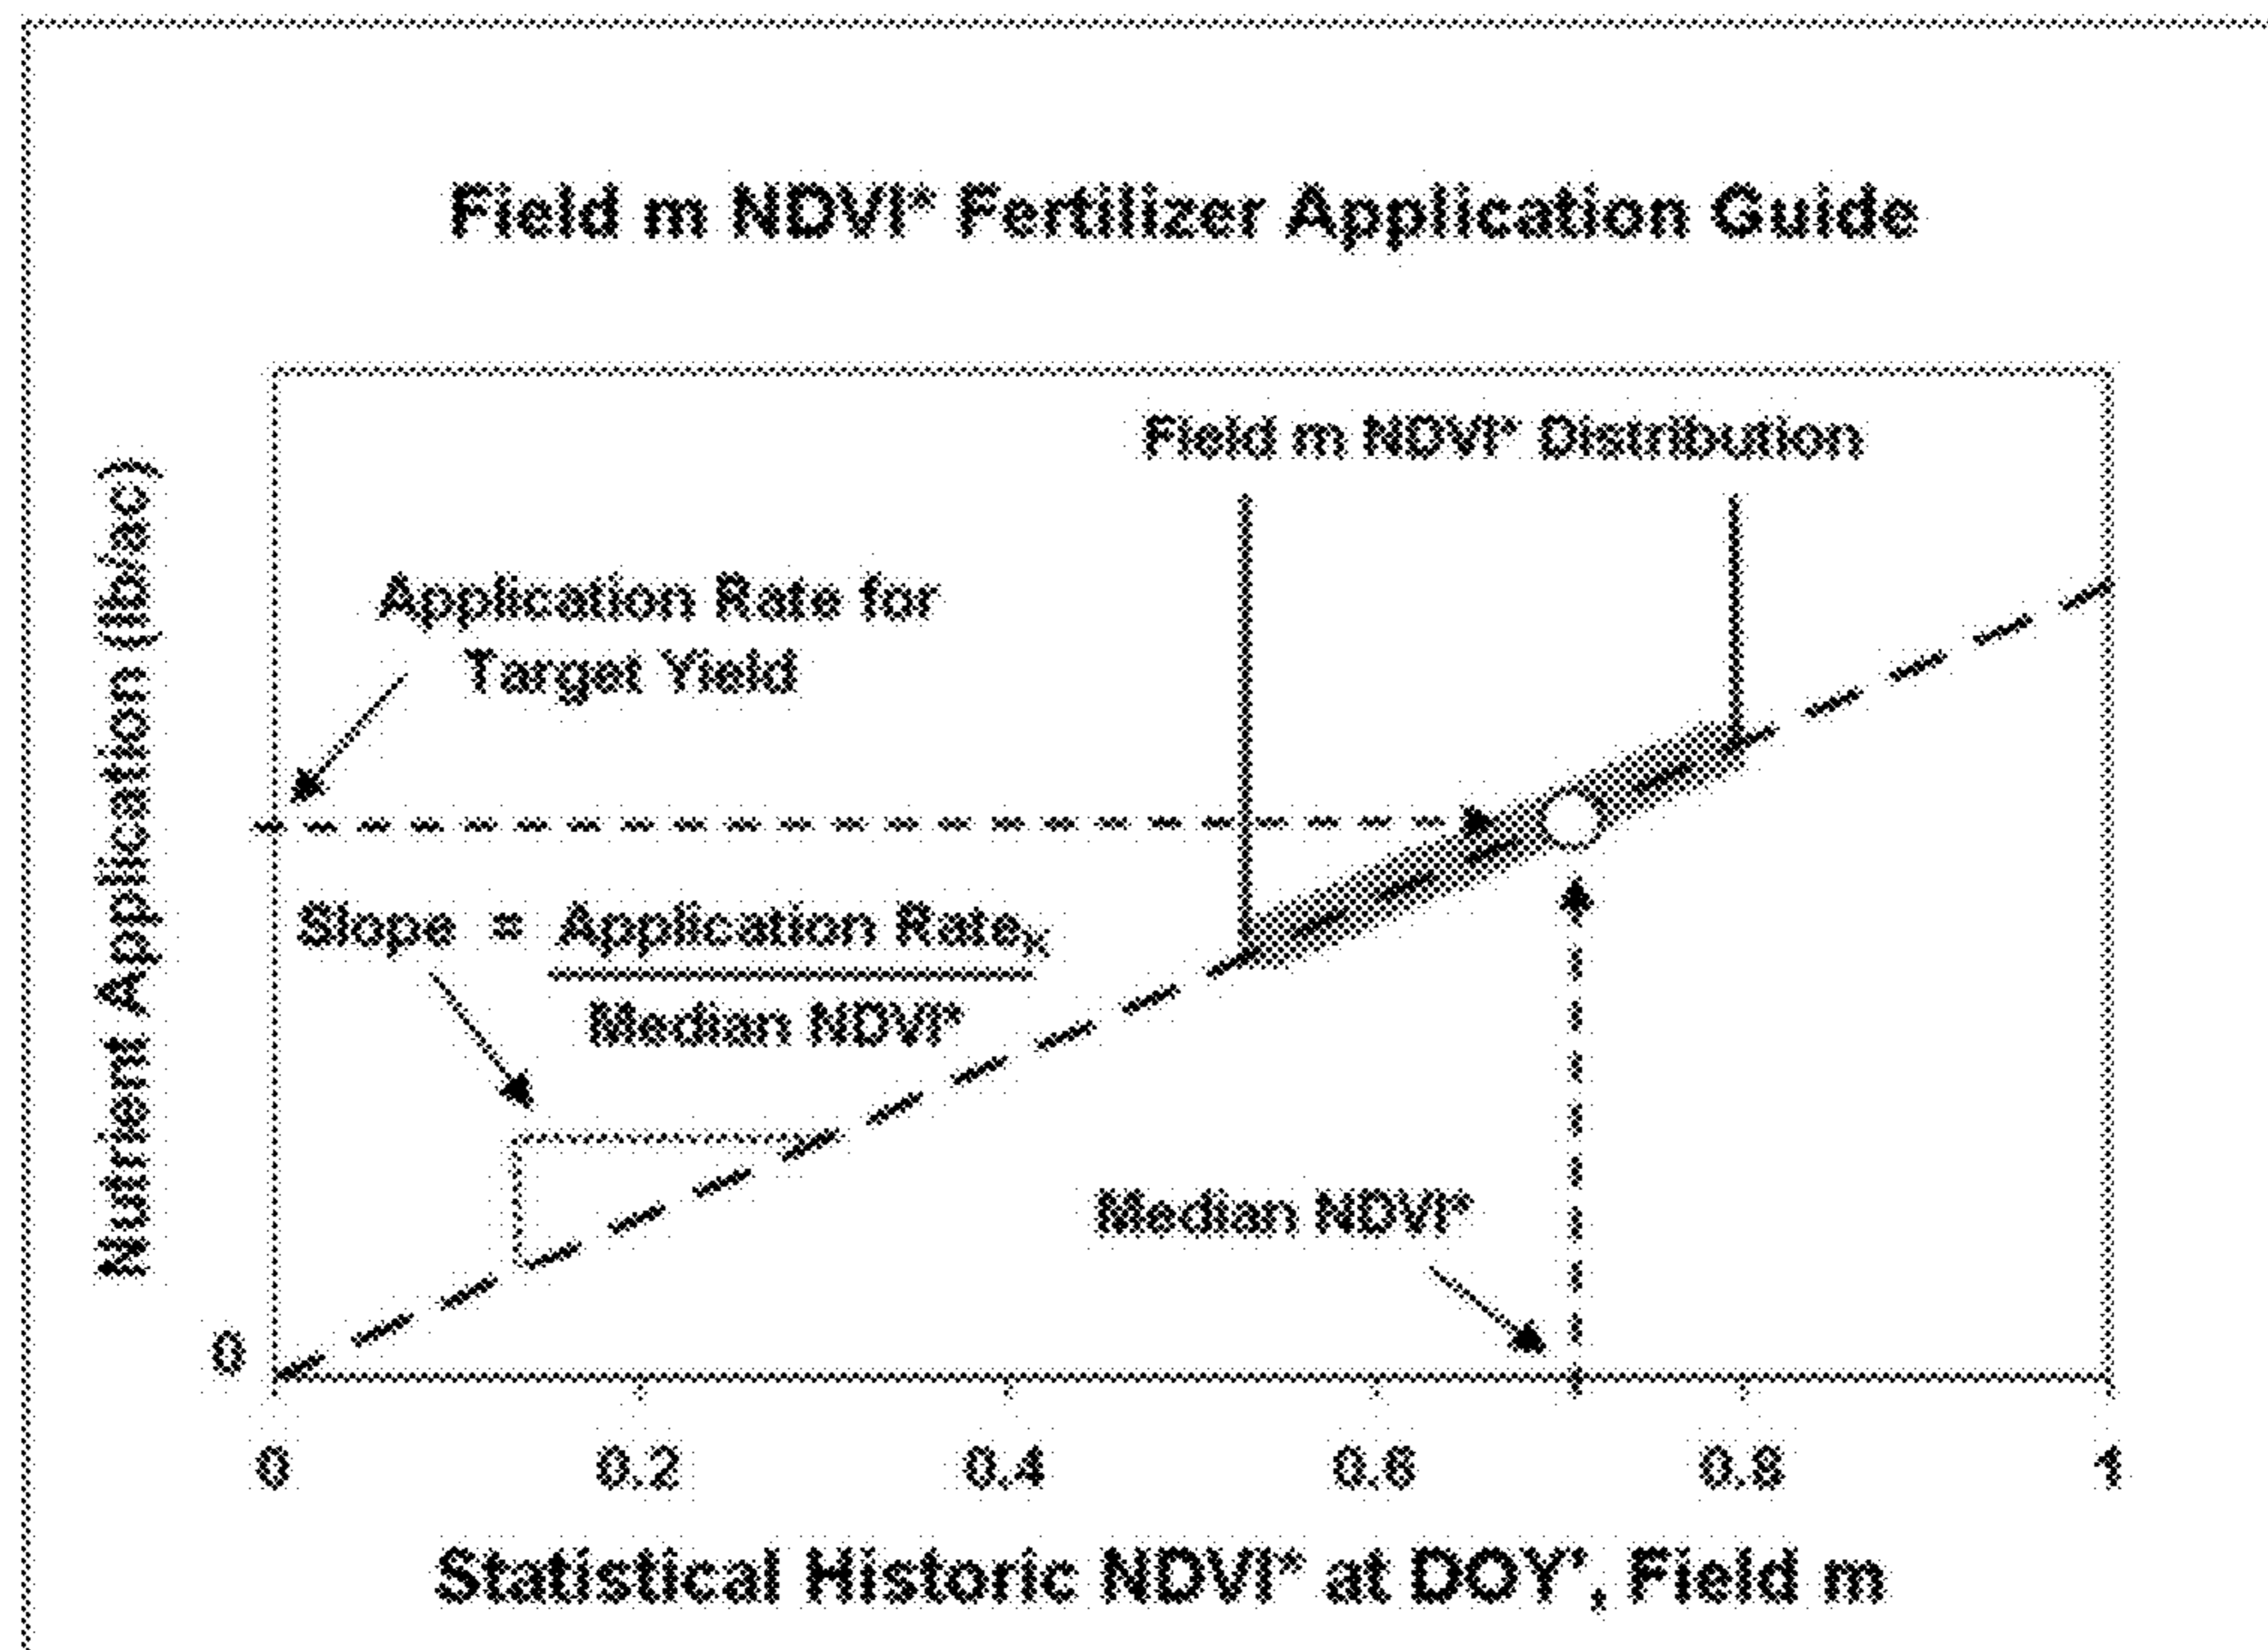 Field m NDVI* Fertilizer Application Guide
Field m NDVI* Distribution
Application Rate for
Target Yield
Nutrient Application (lb/ac)
Slope = Application Rateₓ
Median NDVI*
Median NDVI*
0
0 0.2 0.4 0.6 0.8 1
Statistical Historic NDVI* at DOY', Field m